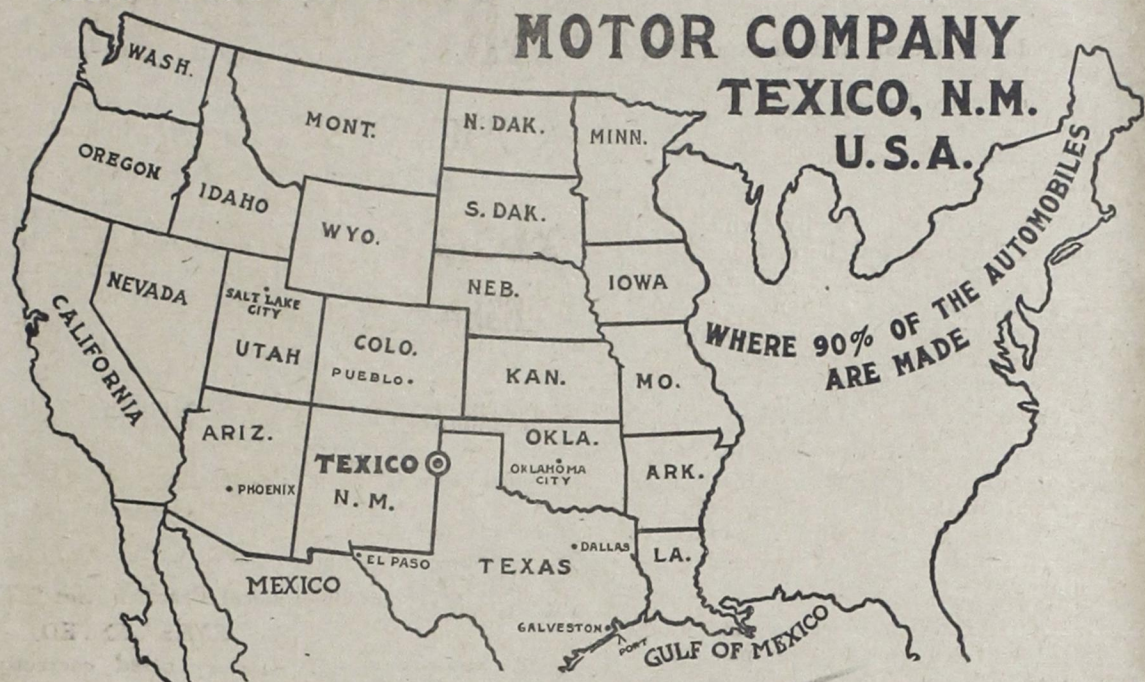 MOTOR COMPANY
TEXICO, N.M.
U.S.A.
WASH.
MONT.
N. DAK.
MINN.
OREGON
IDAHO
S. DAK.
WYO.
NEVADA
SALT LAKE
CITY
NEB.
IOWA
CALIFORNIA
UTAH
COLO.
PUEBLO
KAN.
MO.
WHERE 90% OF THE AUTOMOBILES
ARE MADE
ARIZ.
TEXICO
OKLA.
OKLAHOMA
CITY
ARK.
PHOENIX
N. M.
EL PASO
TEXAS
DALLAS
LA.
MEXICO
GALVESTON
A PORT
GULF OF MEXICO